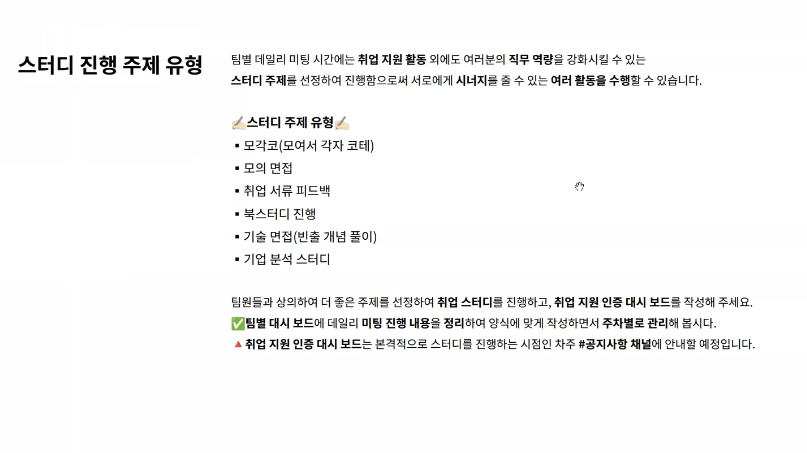 스터디 진행 주제 유형
팀별 데일리 미팅 시간에는 취업 지원 활동 외에도 여러분의 직무 역량을 강화시킬 수 있는
스터디 주제를 선정하여 진행함으로써 서로에게 시너지를 줄 수 있는 여러 활동을 수행할 수 있습니다.
✍🏻스터디 주제 유형✍🏻
▪ 모각코(모여서 각자 코테)
▪ 모의 면접
▪ 취업 서류 피드백
▪ 북스터디 진행
▪ 기술 면접(빈출 개념 풀이)
▪ 기업 분석 스터디
팀원들과 상의하여 더 좋은 주제를 선정하여 취업 스터디를 진행하고, 취업 지원 인증 대시 보드를 작성해 주세요.
✅팀별 대시 보드에 데일리 미팅 진행 내용을 정리하여 양식에 맞게 작성하면서 주차별로 관리해 봅시다.
🔺취업 지원 인증 대시 보드는 본격적으로 스터디를 진행하는 시점인 차주 #공지사항 채널에 안내할 예정입니다.